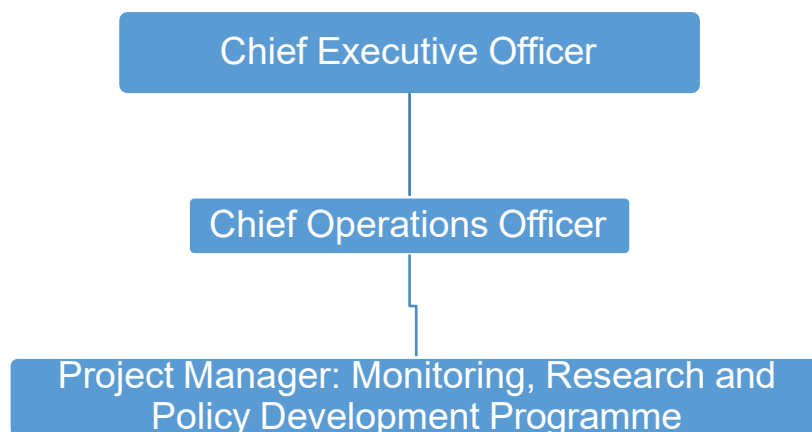 Chief Executive Officer
Chief Operations Officer
Project Manager: Monitoring, Research and
Policy Development Programme